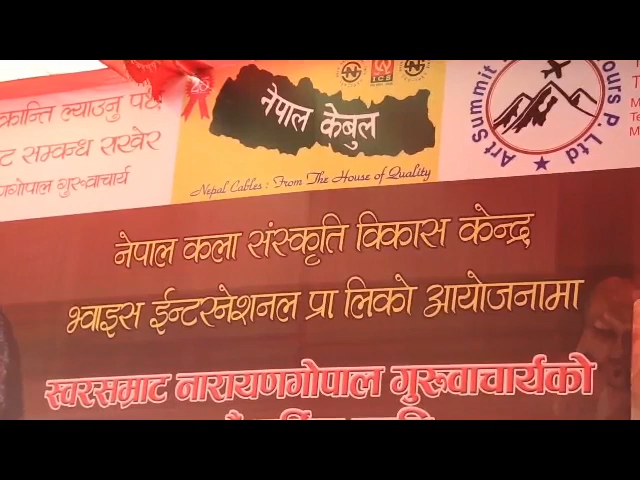 क्रान्ति ल्याउनु पर्छ
सम्बन्ध राखेर
गोपाल गुरुवाचार्य
नेपाल केबुल
Nepal Cables : From The House of Quality
Art Summit
ours P. Ltd
नेपाल कला संस्कृति विकास केन्द्र
भ्वाइस ईन्टरनेशनल प्रा लिको आयोजनामा
स्वरसम्राट नारायणगोपाल गुरुवाचार्यको